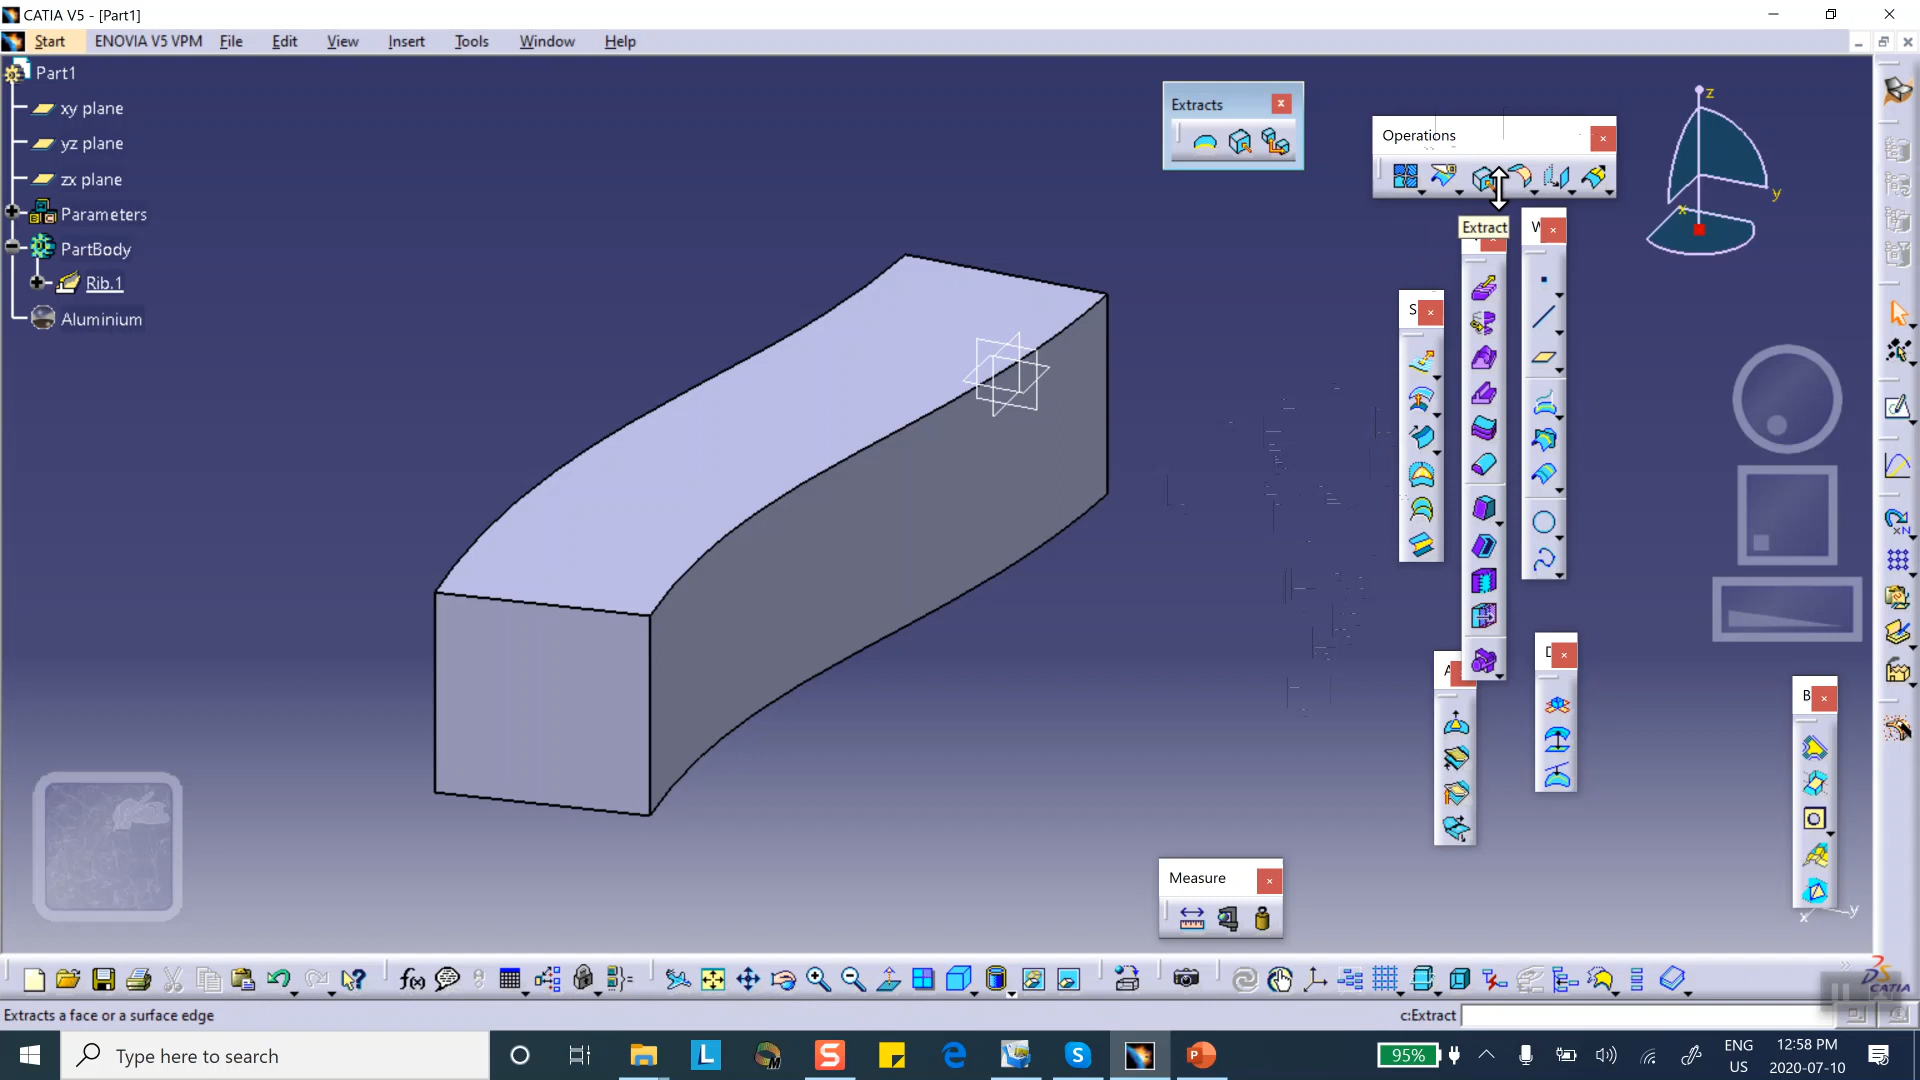 CATIA V5 - [Part1]
Start ENOVIA V5 VPM File Edit View Insert Tools Window Help
Part1
xy plane
yz plane
zx plane
Parameters
PartBody
Rib.1
Aluminium
Extracts
Operations
Extract
W
S
A
D
B
Measure
z
y
x
x
y
f(x)
CATIA
Extracts a face or a surface edge
c:Extract
Type here to search
95%
ENG
US
12:58 PM
2020-07-10